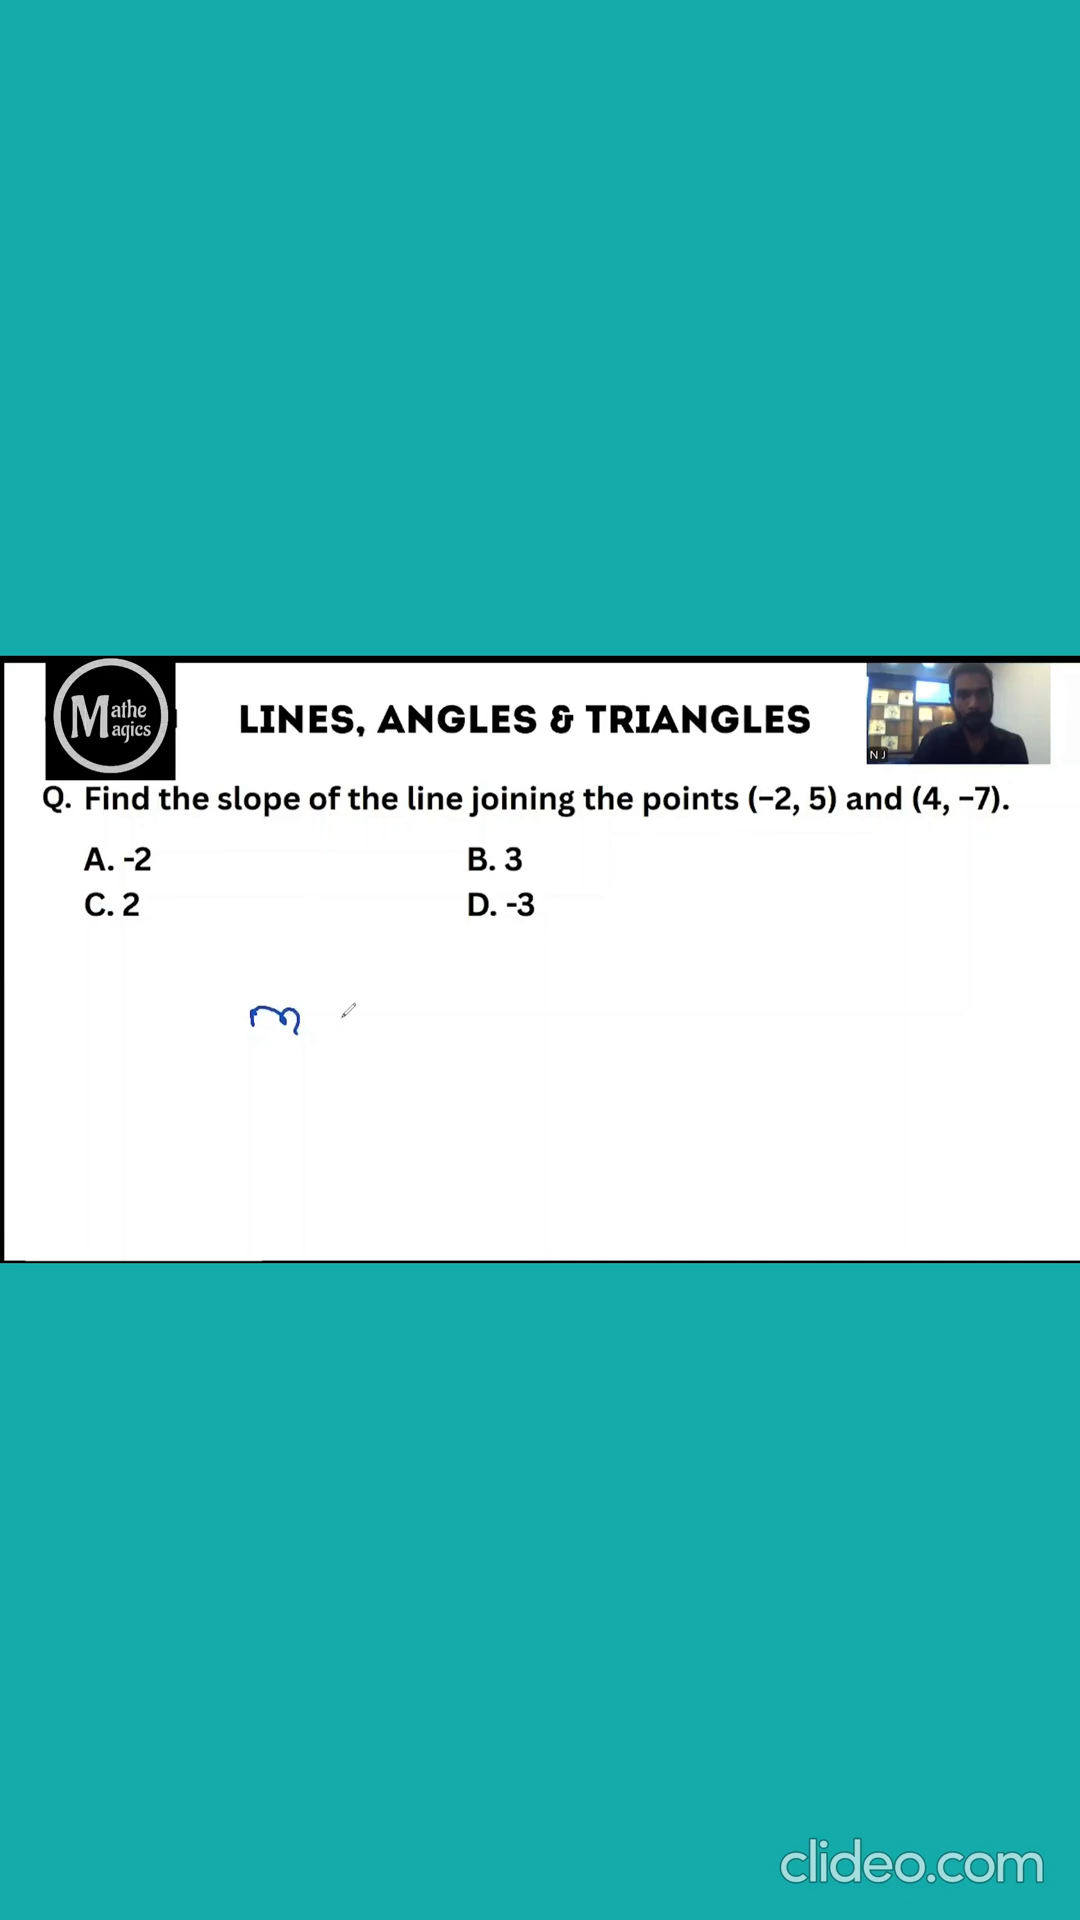 Mathe
Magics
LINES, ANGLES & TRIANGLES
N J
Q. Find the slope of the line joining the points (−2, 5) and (4, −7).
A. -2
B. 3
C. 2
D. -3
m
clideo.com